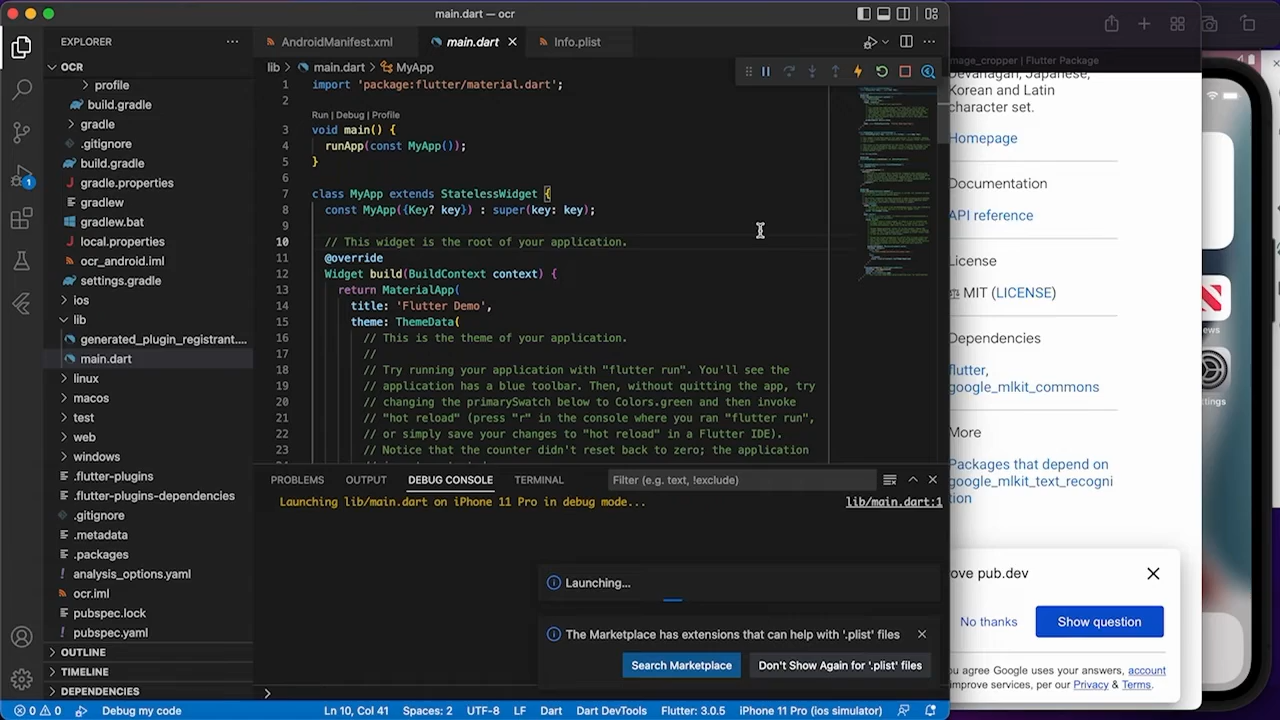 main.dart — ocr
EXPLORER
OCR
profile
build.gradle
gradle
.gitignore
build.gradle
gradle.properties
gradlew
gradlew.bat
local.properties
ocr_android.iml
settings.gradle
ios
lib
generated_plugin_registrant....
main.dart
linux
macos
test
web
windows
.flutter-plugins
.flutter-plugins-dependencies
.gitignore
.metadata
.packages
analysis_options.yaml
ocr.iml
pubspec.lock
pubspec.yaml
OUTLINE
TIMELINE
DEPENDENCIES
1
AndroidManifest.xml
main.dart
Info.plist
lib > main.dart > MyApp
1 import 'package:flutter/material.dart';
2
Run | Debug | Profile
3 void main() {
4 runApp(const MyApp());
5 }
6
7 class MyApp extends StatelessWidget {
8 const MyApp({Key? key}) : super(key: key);
9
10 // This widget is the root of your application.
11 @override
12 Widget build(BuildContext context) {
13 return MaterialApp(
14 title: 'Flutter Demo',
15 theme: ThemeData(
16 // This is the theme of your application.
17 //
18 // Try running your application with "flutter run". You'll see the
19 // application has a blue toolbar. Then, without quitting the app, try
20 // changing the primarySwatch below to Colors.green and then invoke
21 // "hot reload" (press "r" in the console where you ran "flutter run",
22 // or simply save your changes to "hot reload" in a Flutter IDE).
23 // Notice that the counter didn't reset back to zero; the application
PROBLEMS
OUTPUT
DEBUG CONSOLE
TERMINAL
Filter (e.g. text, !exclude)
Launching lib/main.dart on iPhone 11 Pro in debug mode...
lib/main.dart:1
Launching...
The Marketplace has extensions that can help with '.plist' files
Search Marketplace
Don't Show Again for '.plist' files
0 0
Debug my code
Ln 10, Col 41
Spaces: 2
UTF-8
LF
Dart
Dart DevTools
Flutter: 3.0.5
iPhone 11 Pro (ios simulator)
mage_cropper | Flutter Package
Devanagari, Japanese,
Korean and Latin
character set.
Homepage
Documentation
API reference
License
MIT (LICENSE)
Dependencies
flutter,
google_mlkit_commons
More
Packages that depend on
google_mlkit_text_recogni
tion
ove pub.dev
No thanks
Show question
ou agree Google uses your answers, account
improve services, per our Privacy & Terms.
ews
ttings